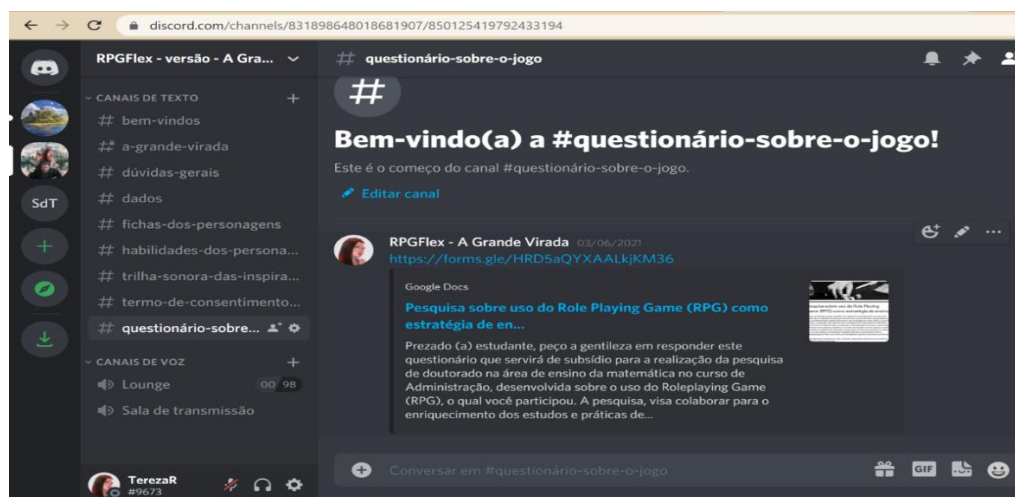 discord.com/channels/831898648018681907/850125419792433194
RPGFlex - versão - A Gra...
CANAIS DE TEXTO
bem-vindos
a-grande-virada
dúvidas-gerais
dados
fichas-dos-personagens
habilidades-dos-persona...
trilha-sonora-das-inspira...
termo-de-consentimento...
questionário-sobre...
CANAIS DE VOZ
Lounge 00 98
Sala de transmissão
SdT
TerezaR
#9673
# questionário-sobre-o-jogo
#
Bem-vindo(a) a #questionário-sobre-o-jogo!
Este é o começo do canal #questionário-sobre-o-jogo.
Editar canal
RPGFlex - A Grande Virada 03/06/2021
https://forms.gle/HRD5aQYXAALkjKM36
Google Docs
Pesquisa sobre uso do Role Playing Game (RPG) como
estratégia de en...
Prezado (a) estudante, peço a gentileza em responder este
questionário que servirá de subsídio para a realização da pesquisa
de doutorado na área de ensino da matemática no curso de
Administração, desenvolvida sobre o uso do Roleplaying Game
(RPG), o qual você participou. A pesquisa, visa colaborar para o
enriquecimento dos estudos e práticas de...
Conversar em #questionário-sobre-o-jogo
GIF